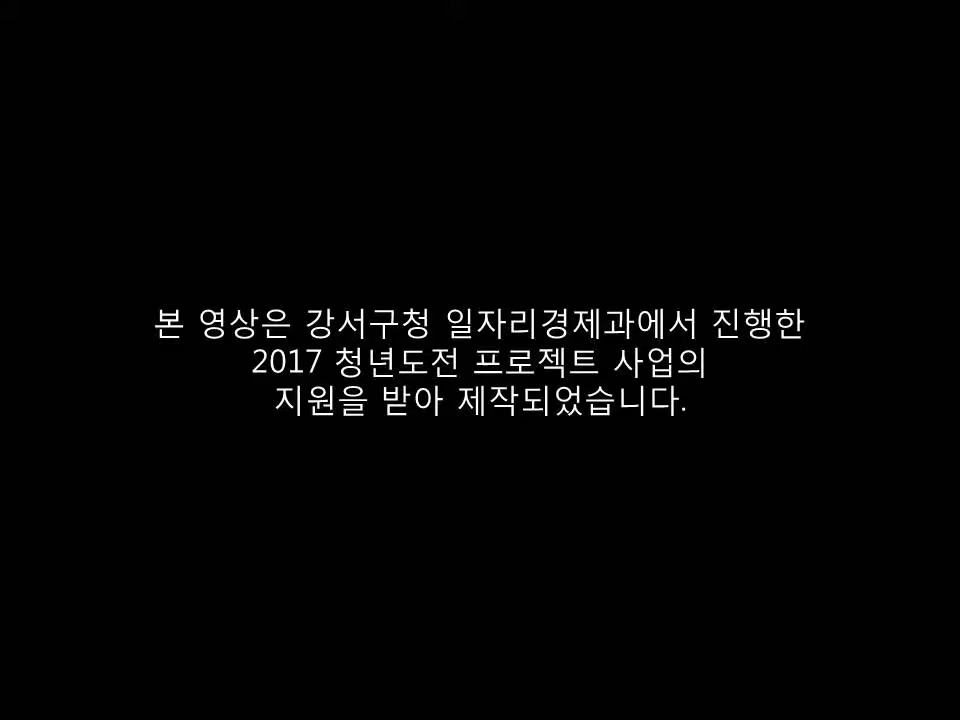 본 영상은 강서구청 일자리경제과에서 진행한
2017 청년도전 프로젝트 사업의
지원을 받아 제작되었습니다.